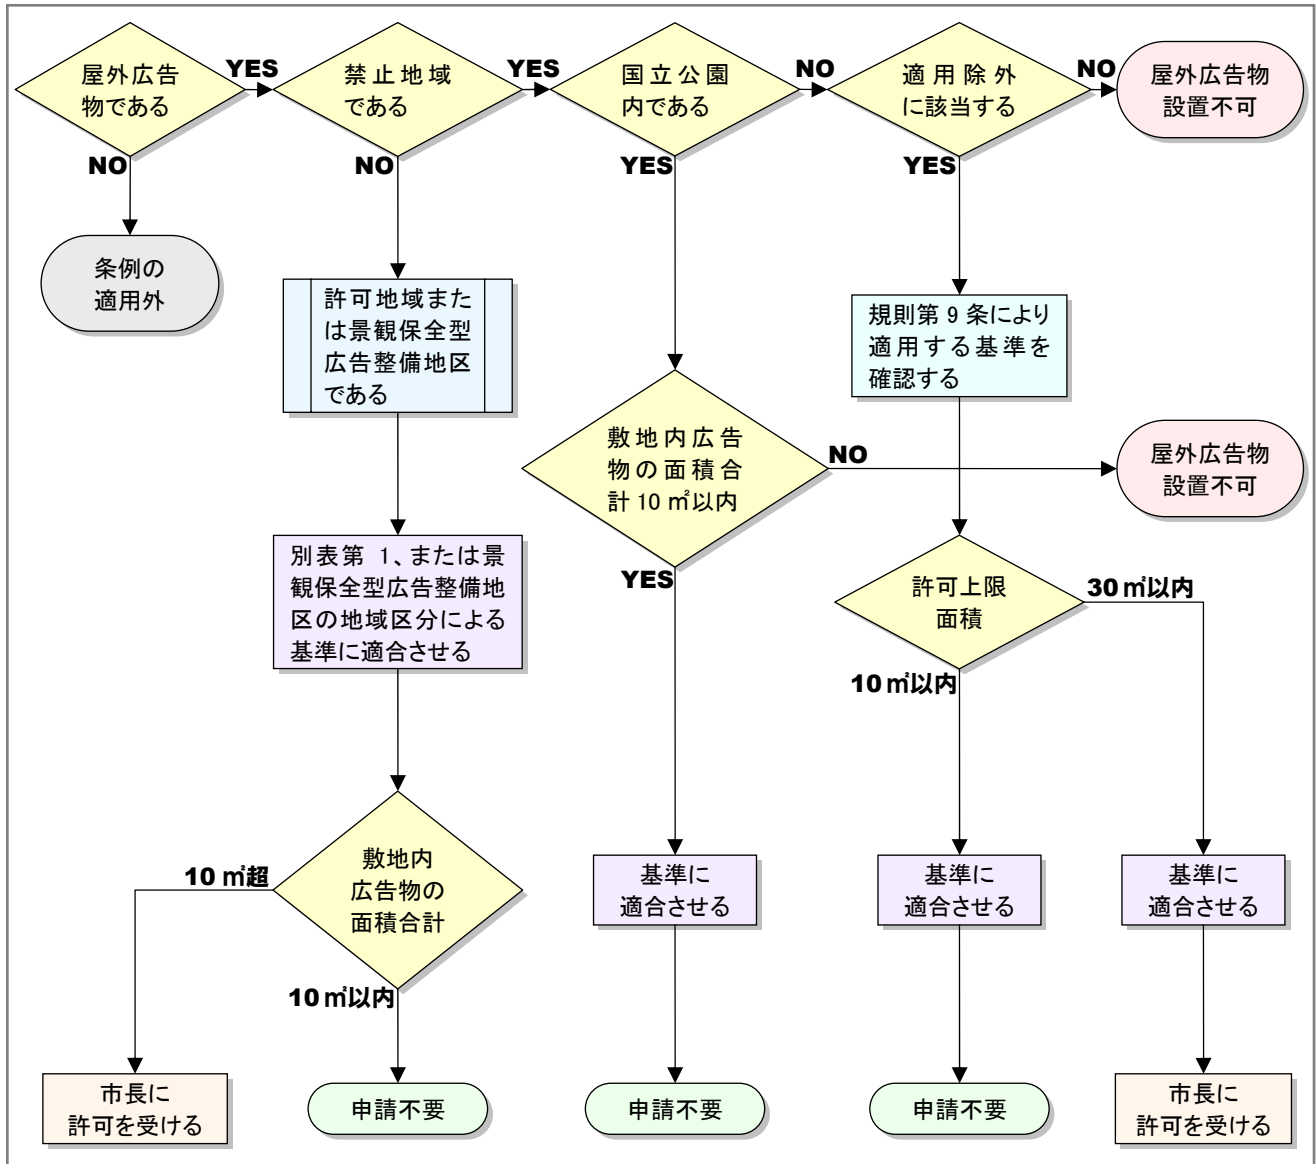 屋外広告
物である
YES
禁止地域
である
YES
国立公園
内である
NO
適用除外
に該当する
NO
屋外広告物
設置不可
NO
NO
YES
YES
条例の
適用外
許可地域また
は景観保全型
広告整備地区
である
規則第 9 条により
適用する基準を
確認する
敷地内広告
物の面積合
計 10 ㎡以内
NO
屋外広告物
設置不可
別表第 1、または景
観保全型広告整備地
区の地域区分による
基準に適合させる
YES
許可上限
面積
30 ㎡以内
10 ㎡以内
敷地内
広告物の
面積合計
10 ㎡超
10 ㎡以内
基準に
適合させる
基準に
適合させる
基準に
適合させる
市長に
許可を受ける
申請不要
申請不要
申請不要
市長に
許可を受ける